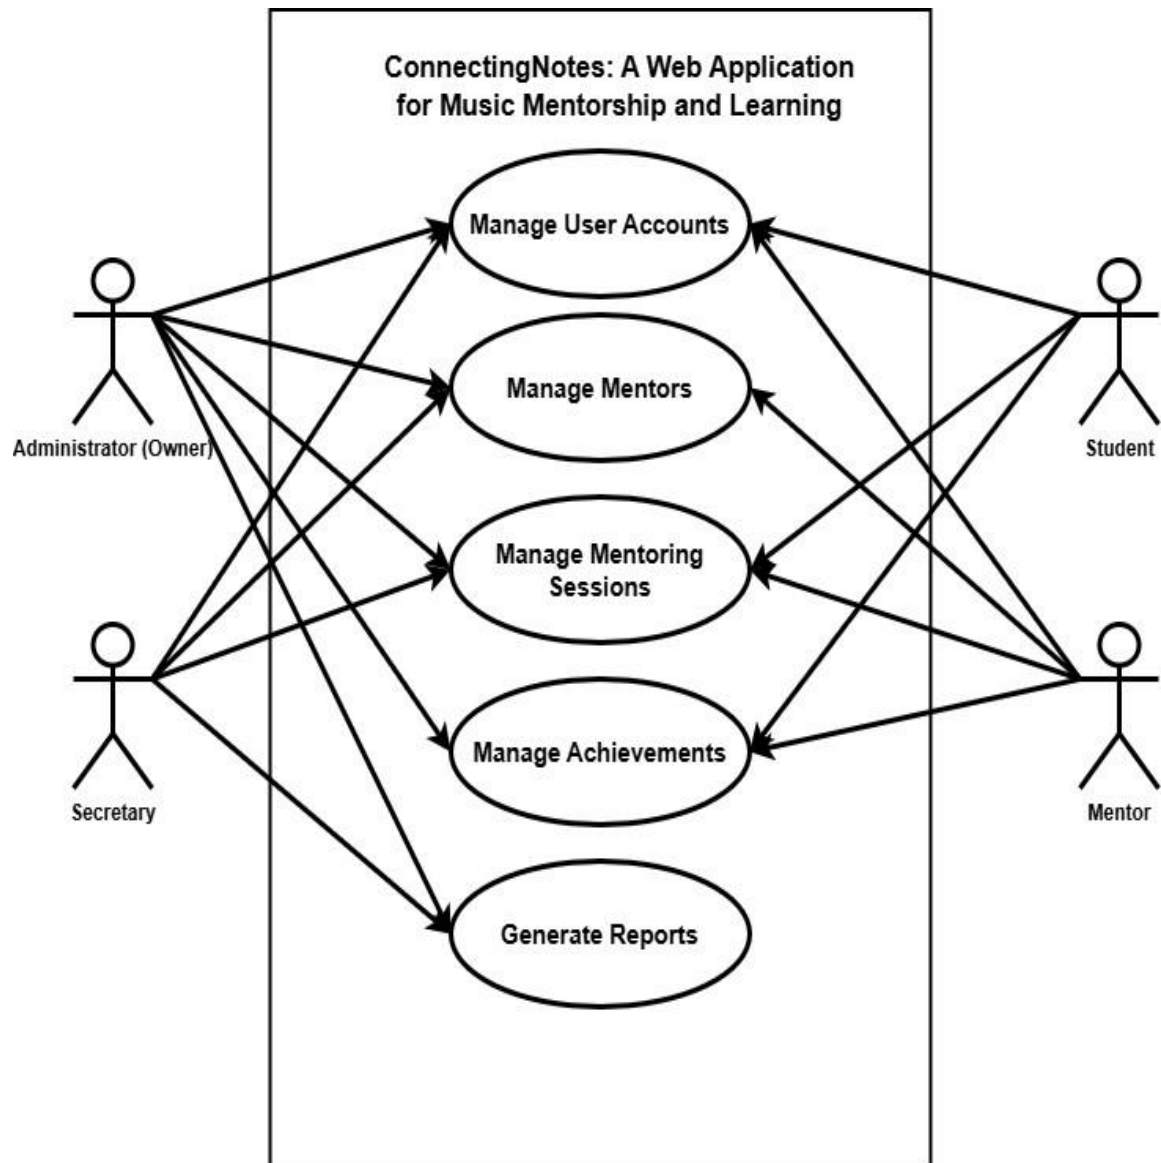 ConnectingNotes: A Web Application
for Music Mentorship and Learning
Manage User Accounts
Manage Mentors
Administrator (Owner)
Student
Manage Mentoring
Sessions
Manage Achievements
Secretary
Mentor
Generate Reports